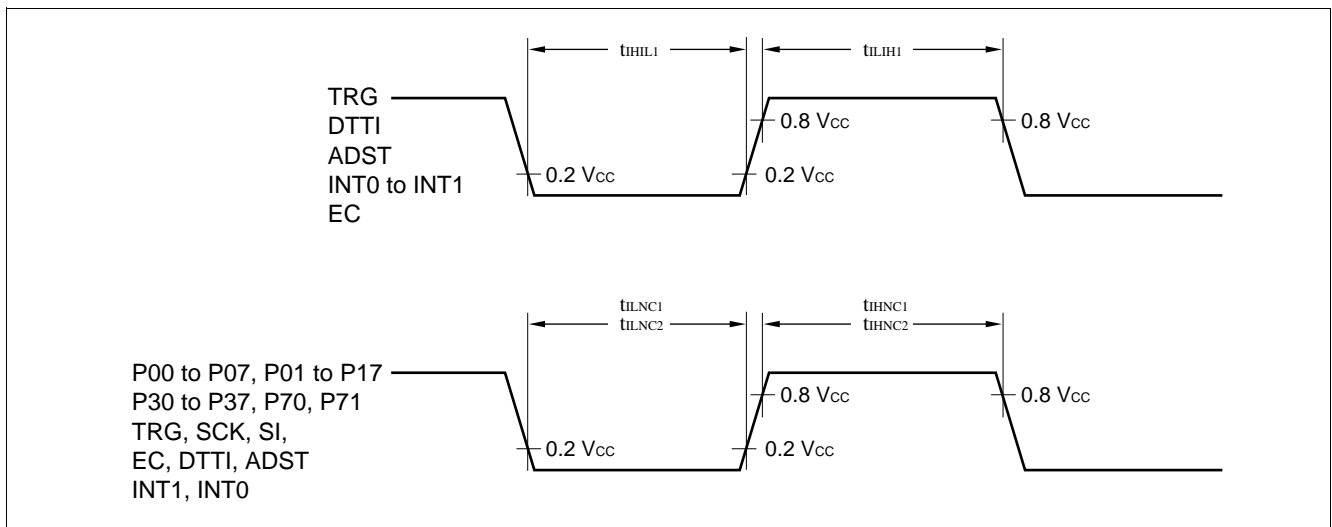 tIHIL1 tILIH1
TRG
DTTI
ADST
INT0 to INT1
EC
0.8 VCC 0.8 VCC
0.2 VCC 0.2 VCC
tILNC1 tIHNC1
tILNC2 tIHNC2
P00 to P07, P01 to P17
P30 to P37, P70, P71
TRG, SCK, SI,
EC, DTTI, ADST
INT1, INT0
0.8 VCC 0.8 VCC
0.2 VCC 0.2 VCC